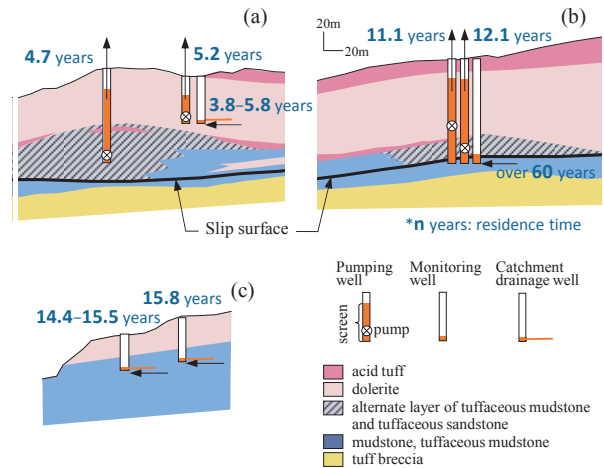 (a)
4.7 years
5.2
years
3.8–5.8
years
20m
20m
(b)
11.1 years
12.1
years
over 60 years
*n years: residence time
Slip surface
(c)
15.8
years
14.4–15.5 years
Pumping
well
Monitoring
well
Catchment
drainage well
screen
pump
acid tuff
dolerite
alternate layer of tuffaceous mudstone
and tuffaceous sandstone
mudstone, tuffaceous mudstone
tuff breccia